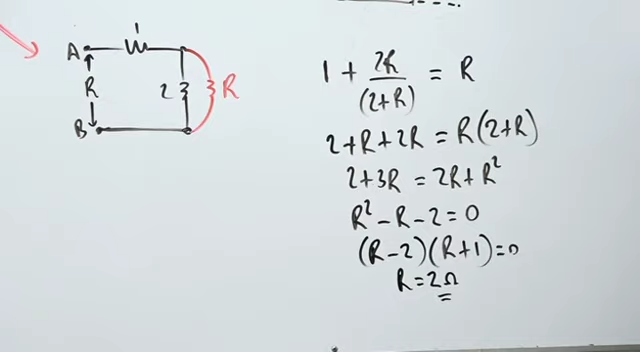 1
A
R
2
R
B
1 + 2R/(2+R) = R
2+R+2R = R(2+R)
2+3R = 2R+R²
R²-R-2=0
(R-2)(R+1)=0
R=2Ω